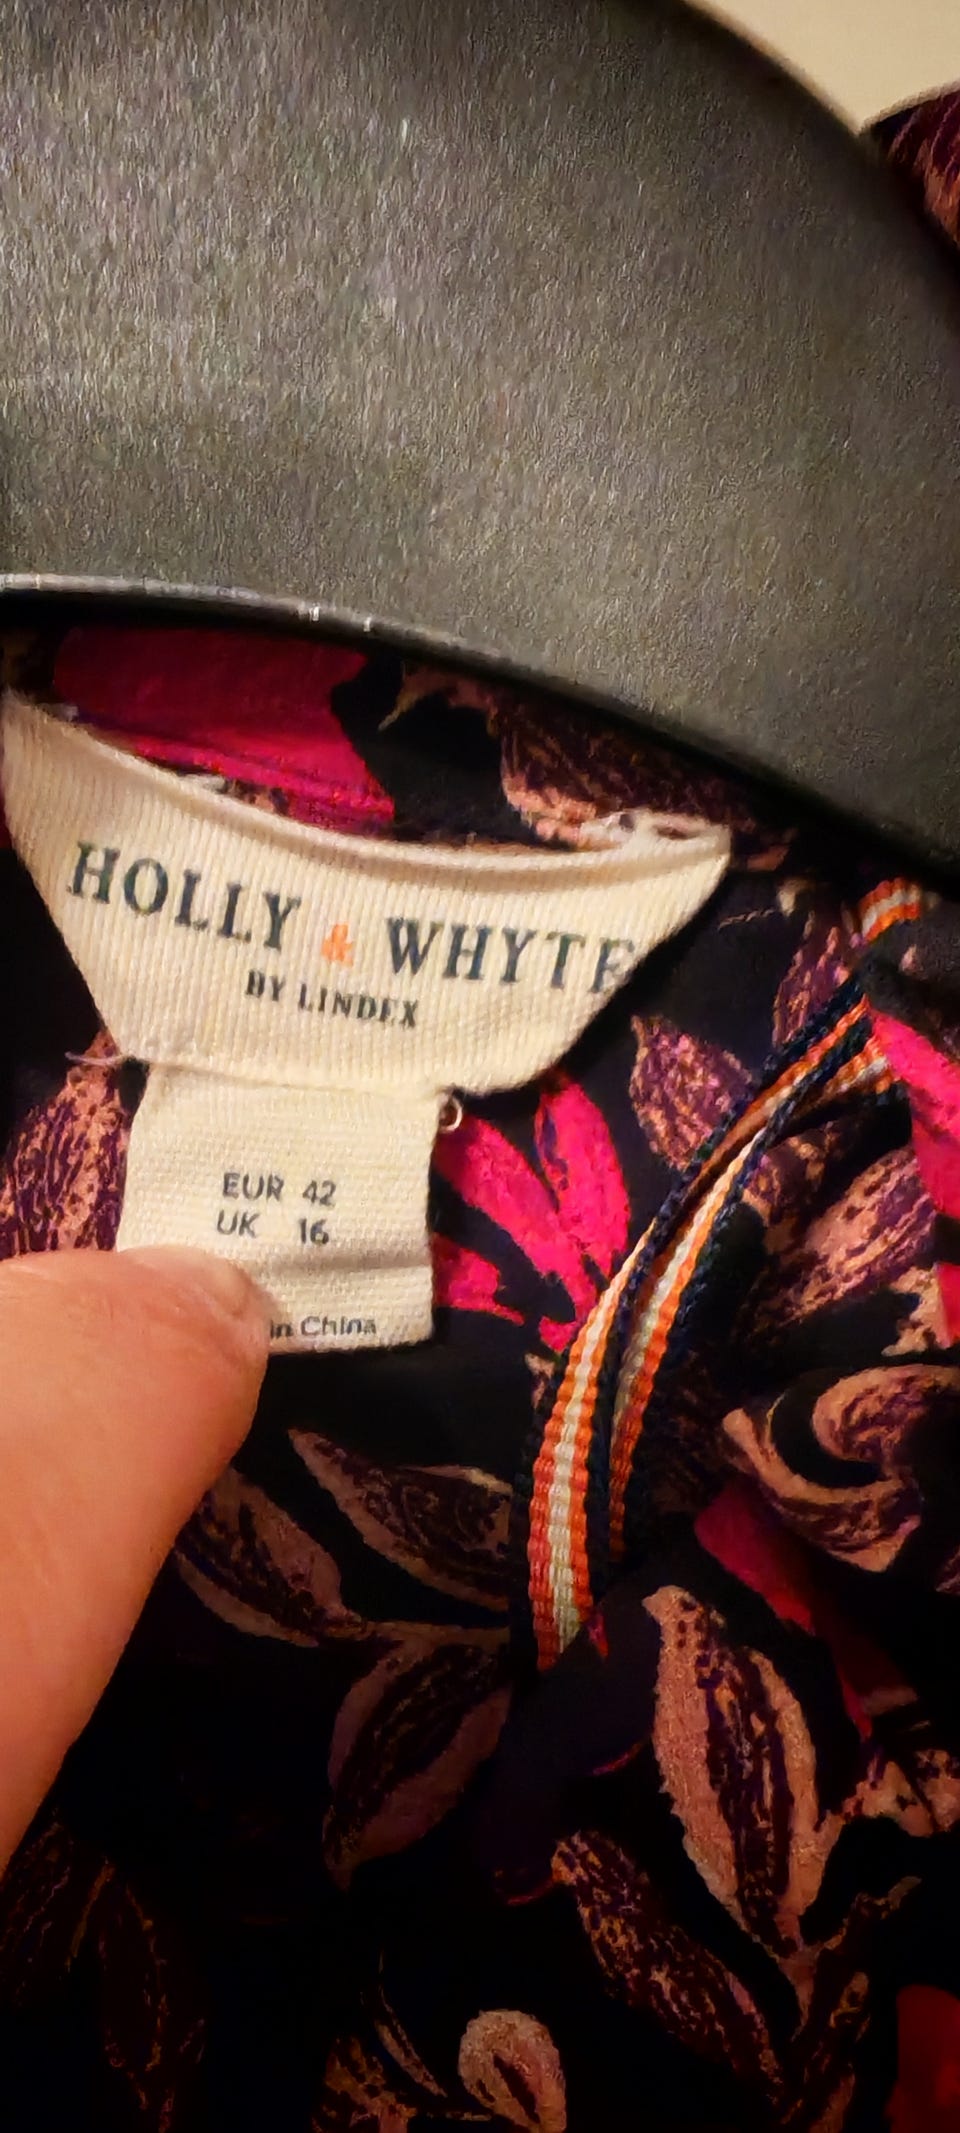 HOLLY & WHYTE
BY LINDEX
EUR 42
UK 16
in China